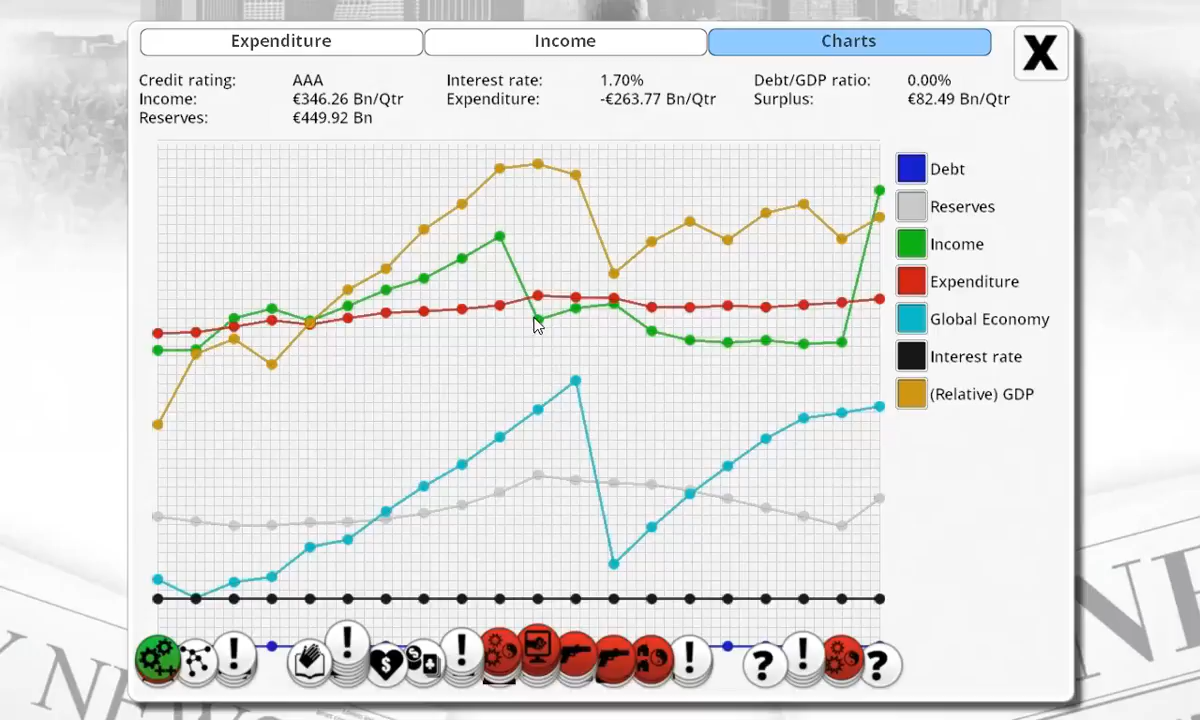 Expenditure
Income
Charts
X
Credit rating: AAA
Interest rate: 1.70%
Debt/GDP ratio: 0.00%
Income: €346.26 Bn/Qtr
Expenditure: -€263.77 Bn/Qtr
Surplus: €82.49 Bn/Qtr
Reserves: €449.92 Bn
Debt
Reserves
Income
Expenditure
Global Economy
Interest rate
(Relative) GDP
! ! $ ! ! ? ! ?
NE
NEWS